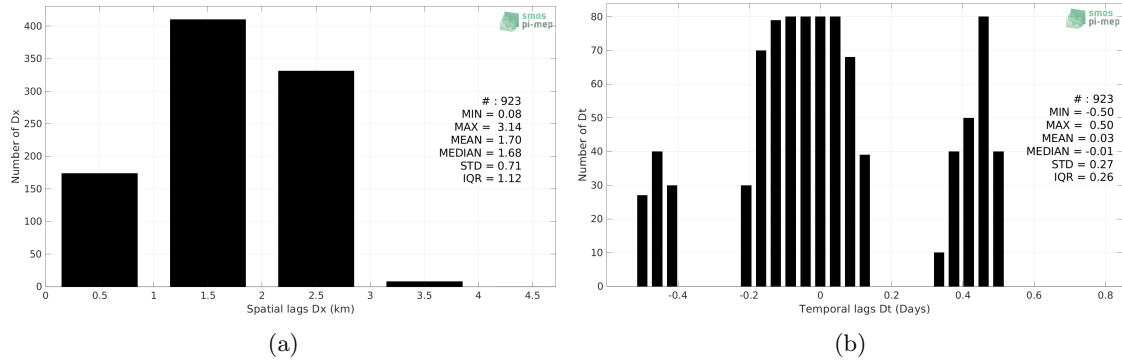 smos
pi-mep
400
350
300
250
200
150
100
50
0
Number of Dx
# : 923
MIN = 0.08
MAX = 3.14
MEAN = 1.70
MEDIAN = 1.68
STD = 0.71
IQR = 1.12
0 0.5 1 1.5 2 2.5 3 3.5 4 4.5
Spatial lags Dx (km)
(a)
smos
pi-mep
80
70
60
50
40
30
20
10
0
Number of Dt
# : 923
MIN = -0.50
MAX = 0.50
MEAN = 0.03
MEDIAN = -0.01
STD = 0.27
IQR = 0.26
-0.4 -0.2 0 0.2 0.4 0.6 0.8
Temporal lags Dt (Days)
(b)